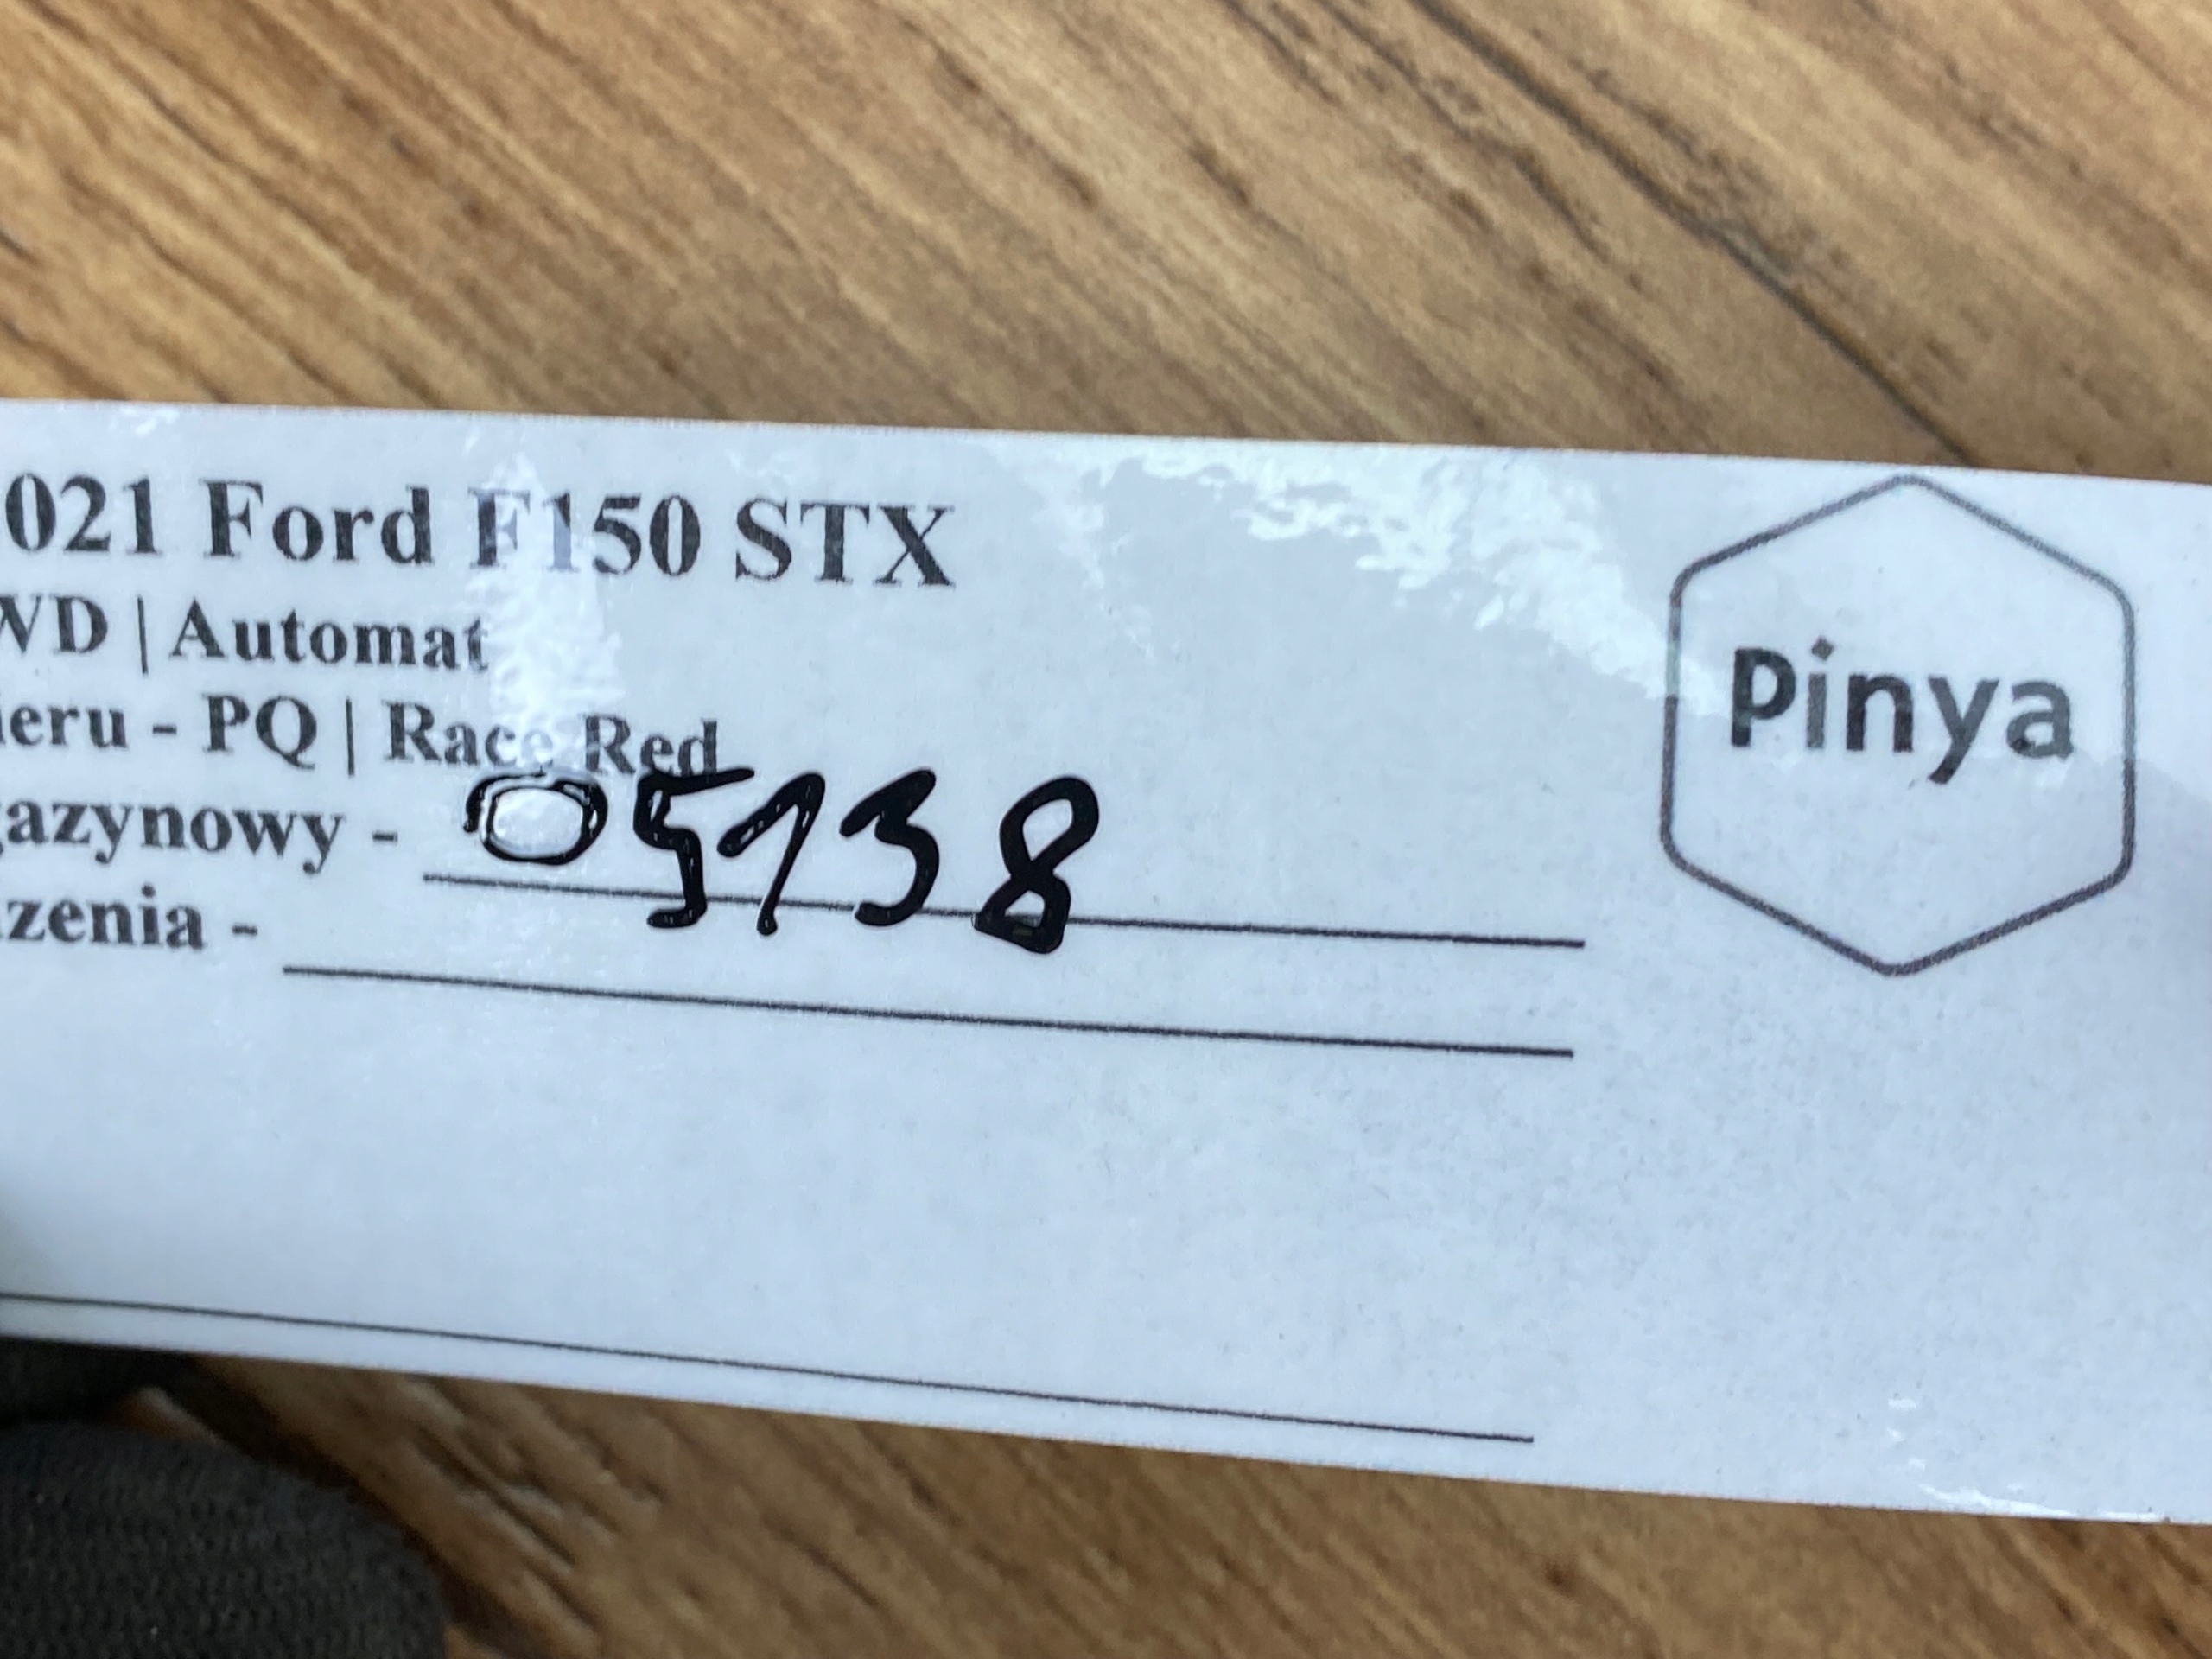 021 Ford F150 STX
WD | Automat
ieru - PQ | Race Red
gazynowy - 05138
zenia -
Pinya